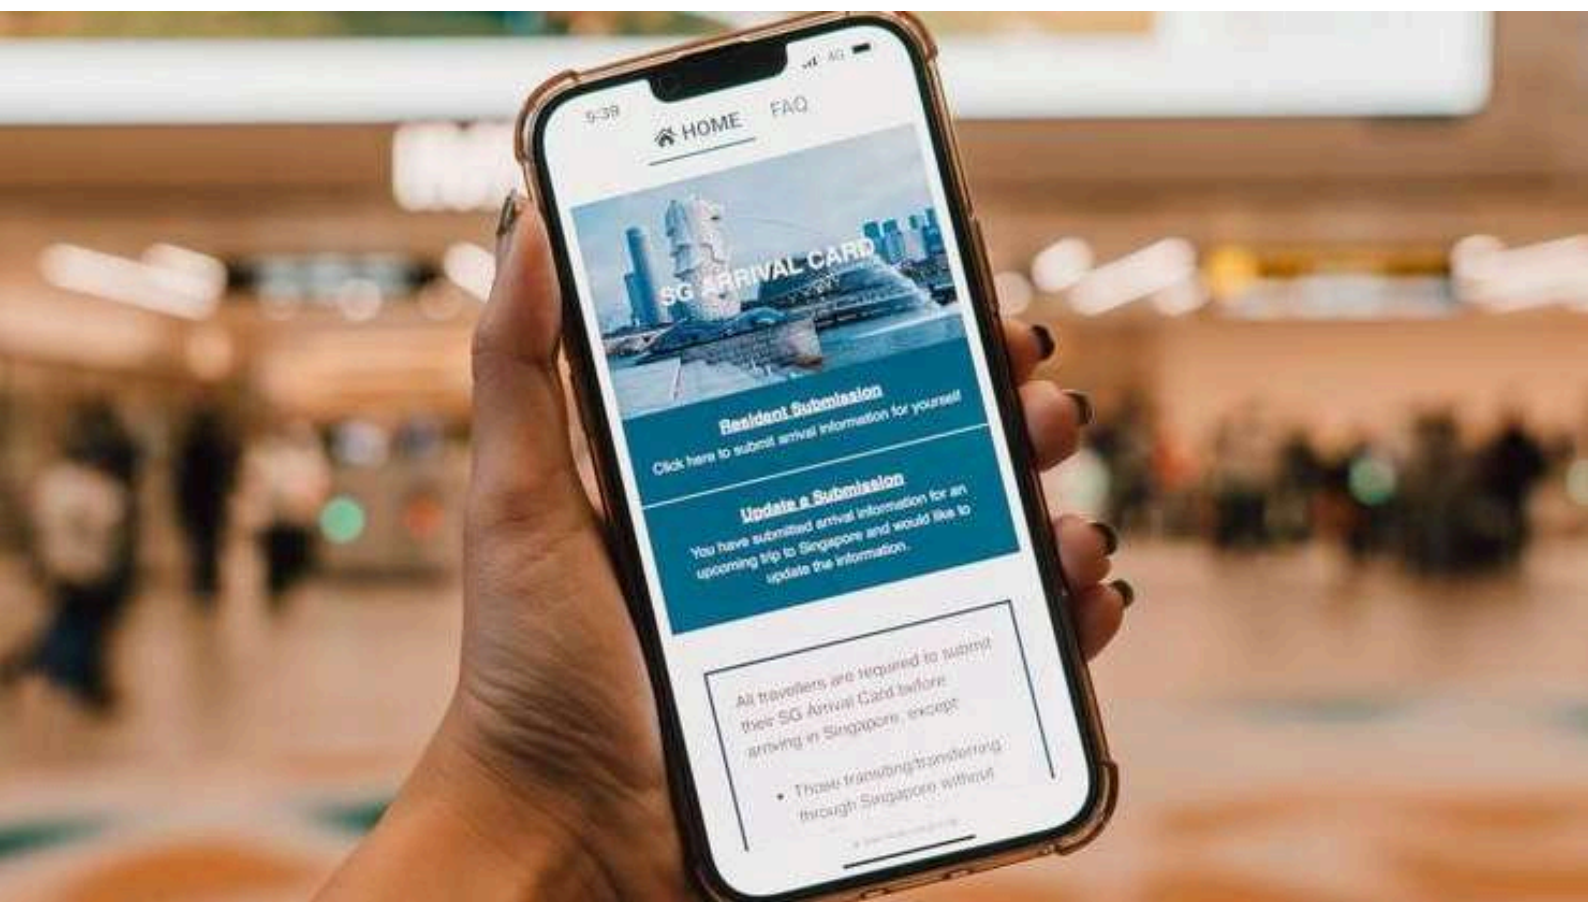 5:39
4G
HOME FAQ
SG ARRIVAL CARD
Resident Submission
Click here to submit arrival information for yourself
Update a Submission
You have submitted arrival information for an
upcoming trip to Singapore and would like to
update the information.
All travellers are required to submit
their SG Arrival Card before
arriving in Singapore, except:
• Those transiting/transferring
through Singapore without